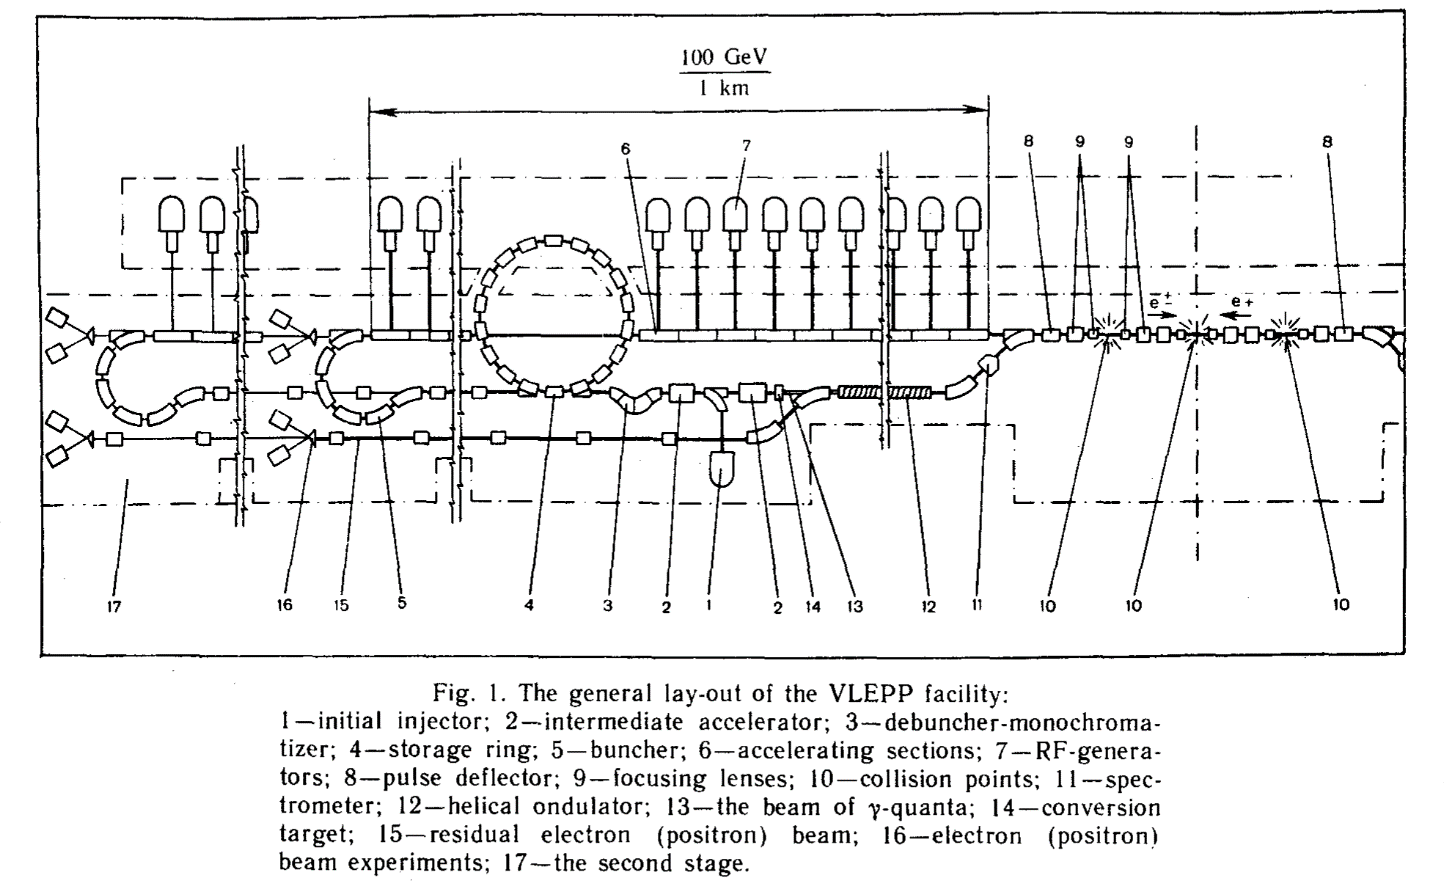 100 GeV
1 km
6
7
8
9
9
8
e±
e+
17
16
15
5
4
3
2
1
2
14
13
12
11
10
10
10
Fig. 1. The general lay-out of the VLEPP facility:
1—initial injector; 2—intermediate accelerator; 3—debuncher-monochroma-
tizer; 4—storage ring; 5—buncher; 6—accelerating sections; 7—RF-genera-
tors; 8—pulse deflector; 9—focusing lenses; 10—collision points; 11—spec-
trometer; 12—helical ondulator; 13—the beam of γ-quanta; 14—conversion
target; 15—residual electron (positron) beam; 16—electron (positron)
beam experiments; 17—the second stage.